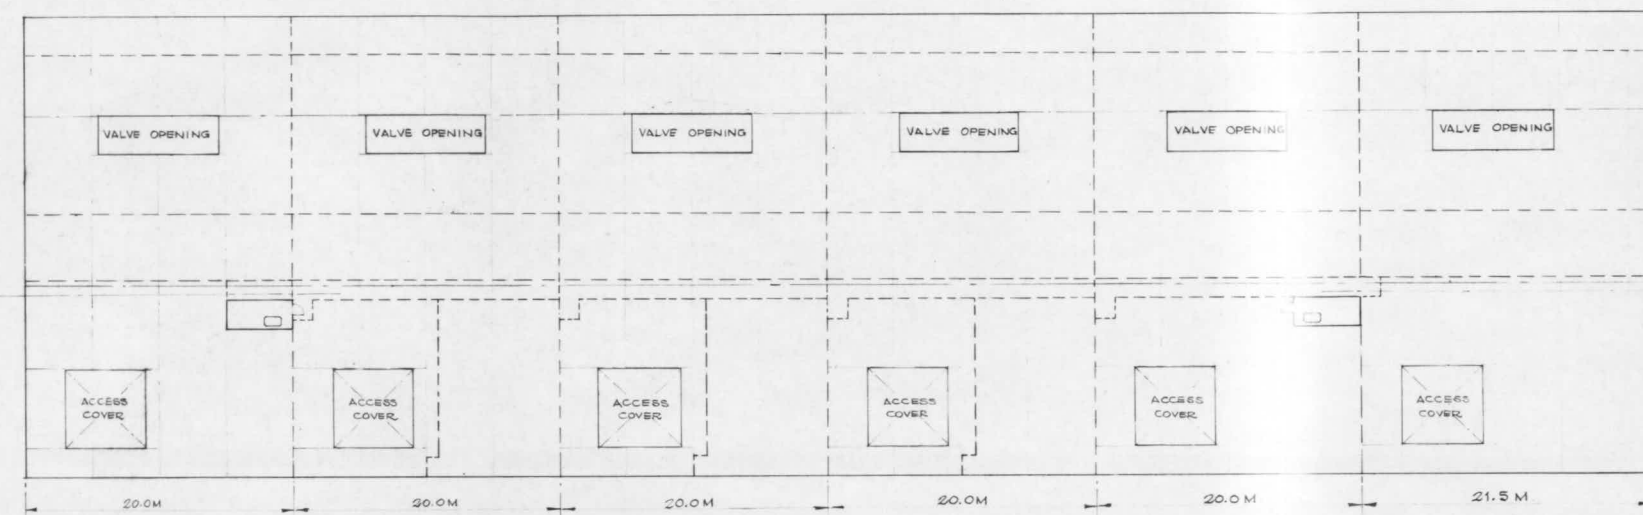 VALVE OPENING
VALVE OPENING
VALVE OPENING
VALVE OPENING
VALVE OPENING
VALVE OPENING
ACCESS
COVER
ACCESS
COVER
ACCESS
COVER
ACCESS
COVER
ACCESS
COVER
ACCESS
COVER
20.0M
20.0M
20.0M
20.0M
20.0M
21.5 M